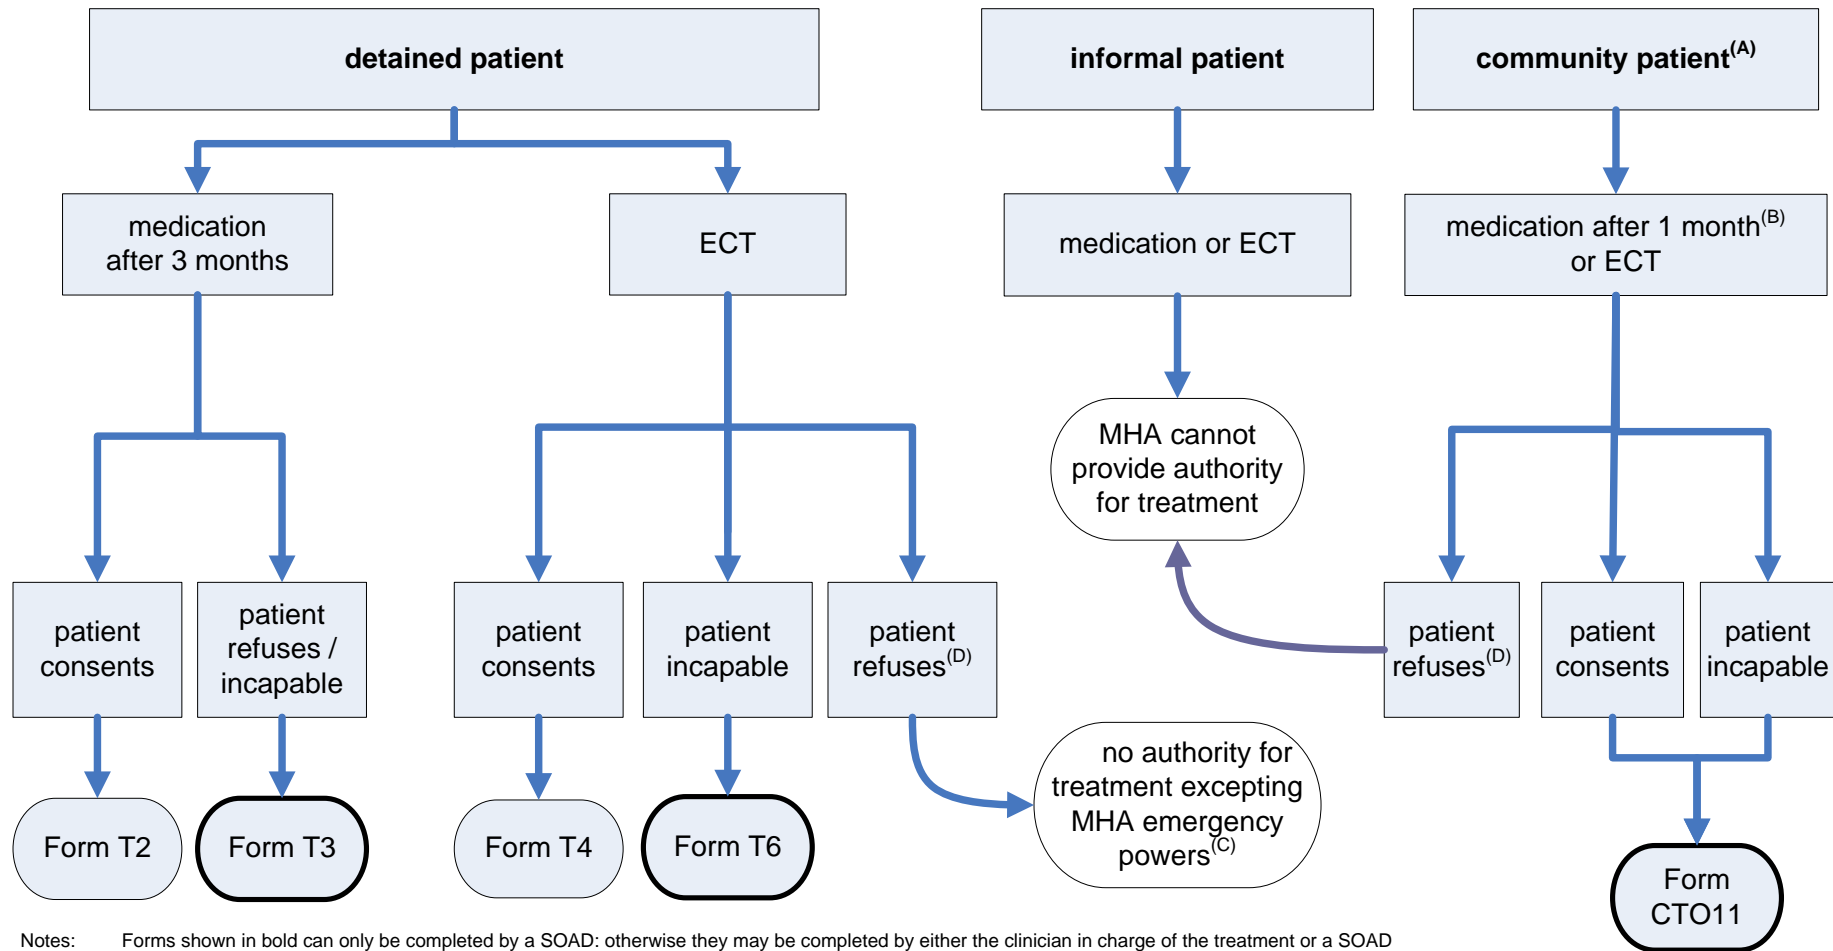 detained patient
informal patient
community patient(A)
medication
after 3 months
ECT
medication or ECT
medication after 1 month(B)
or ECT
MHA cannot
provide authority
for treatment
patient
consents
patient
refuses /
incapable
patient
consents
patient
incapable
patient
refuses(D)
patient
refuses(D)
patient
consents
patient
incapable
no authority for
treatment excepting
MHA emergency
powers(C)
Form T2
Form T3
Form T4
Form T6
Form
CTO11
Notes: Forms shown in bold can only be completed by a SOAD: otherwise they may be completed by either the clinician in charge of the treatment or a SOAD